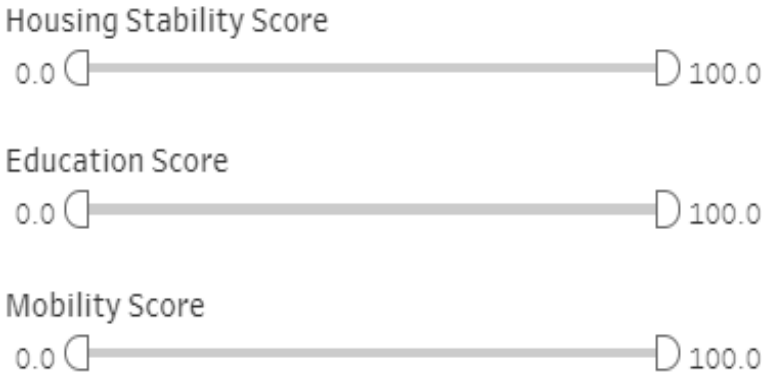 Housing Stability Score
0.0 100.0
Education Score
0.0 100.0
Mobility Score
0.0 100.0